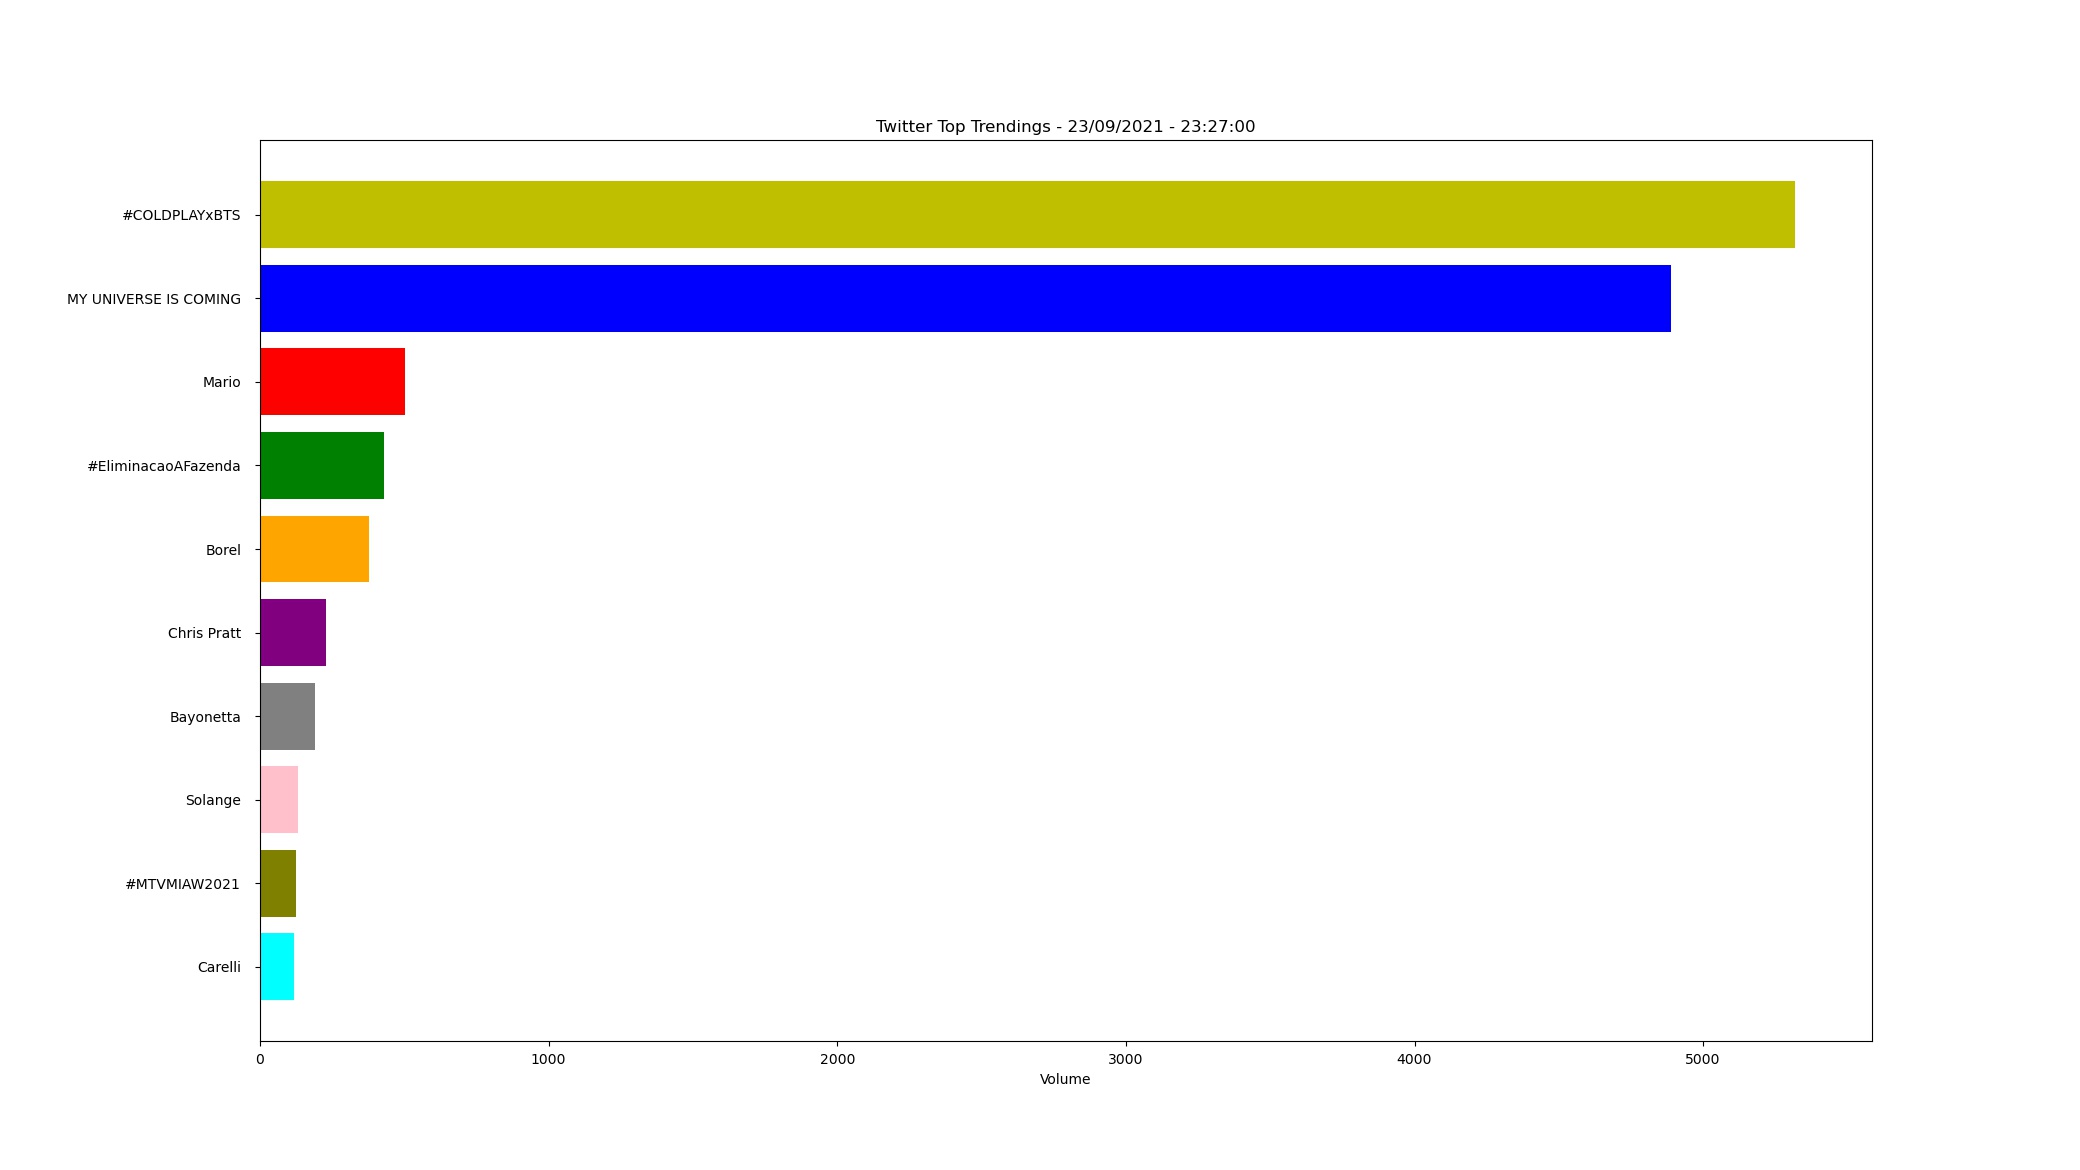 Twitter Top Trendings - 23/09/2021 - 23:27:00
#COLDPLAYxBTS
MY UNIVERSE IS COMING
Mario
#EliminacaoAFazenda
Borel
Chris Pratt
Bayonetta
Solange
#MTVMIAW2021
Carelli
0 1000 2000 3000 4000 5000
Volume